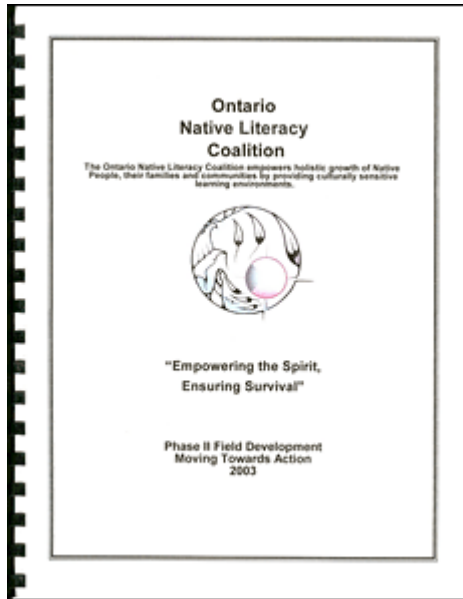 Ontario
Native Literacy
Coalition
The Ontario Native Literacy Coalition empowers holistic growth of Native
People, their families and communities by providing culturally sensitive
learning environments.
"Empowering the Spirit,
Ensuring Survival"
Phase II Field Development
Moving Towards Action
2003